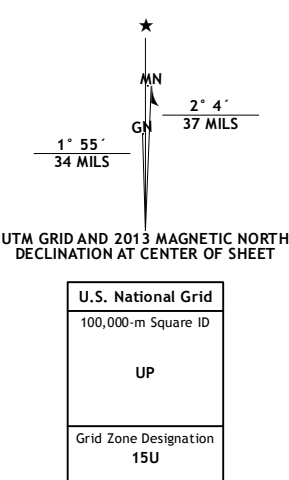 ★
MN
2° 4´
37 MILS
GN
1° 55´
34 MILS
UTM GRID AND 2013 MAGNETIC NORTH
DECLINATION AT CENTER OF SHEET
U.S. National Grid
100,000-m Square ID
UP
Grid Zone Designation
15U